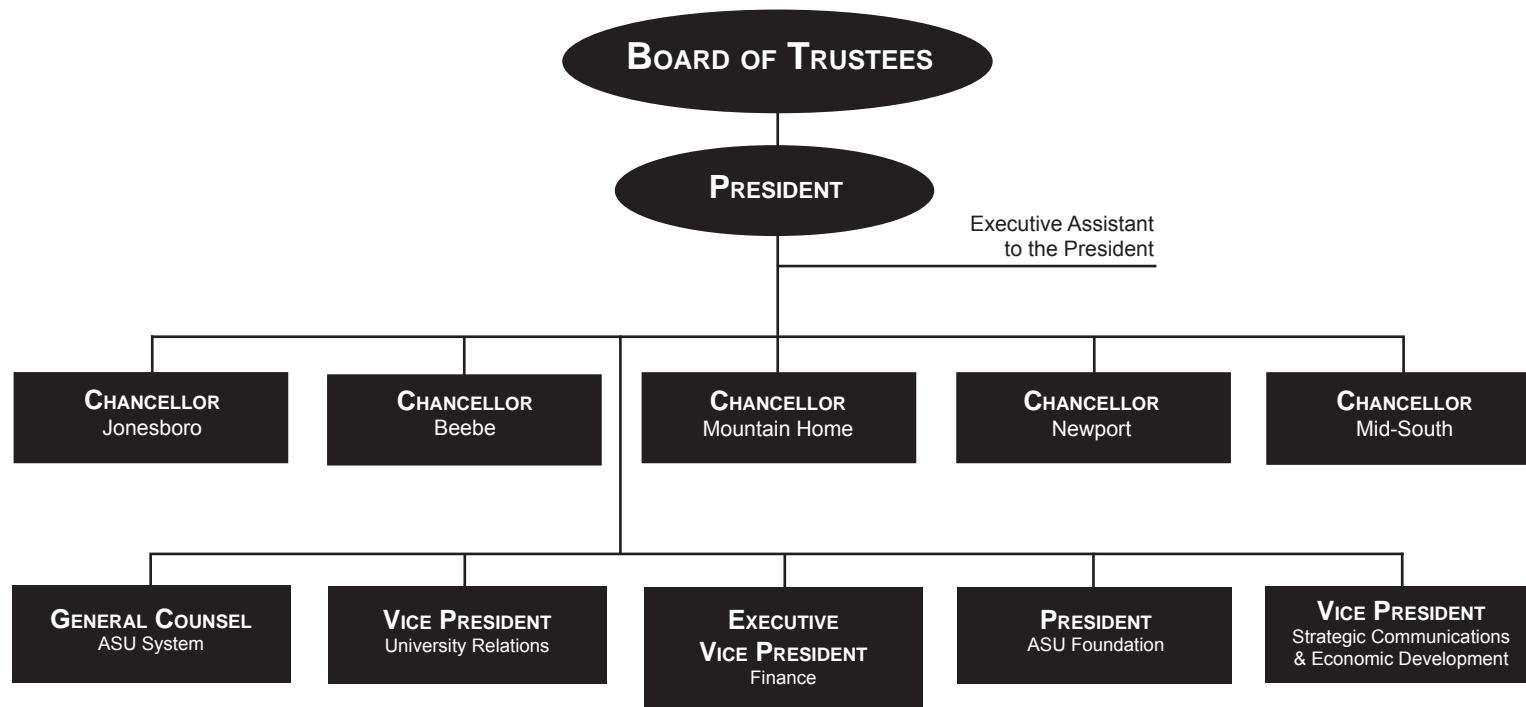 BOARD OF TRUSTEES
PRESIDENT
Executive Assistant
to the President
CHANCELLOR
Jonesboro
CHANCELLOR
Beebe
CHANCELLOR
Mountain Home
CHANCELLOR
Newport
CHANCELLOR
Mid-South
GENERAL COUNSEL
ASU System
VICE PRESIDENT
University Relations
EXECUTIVE
VICE PRESIDENT
Finance
PRESIDENT
ASU Foundation
VICE PRESIDENT
Strategic Communications
& Economic Development